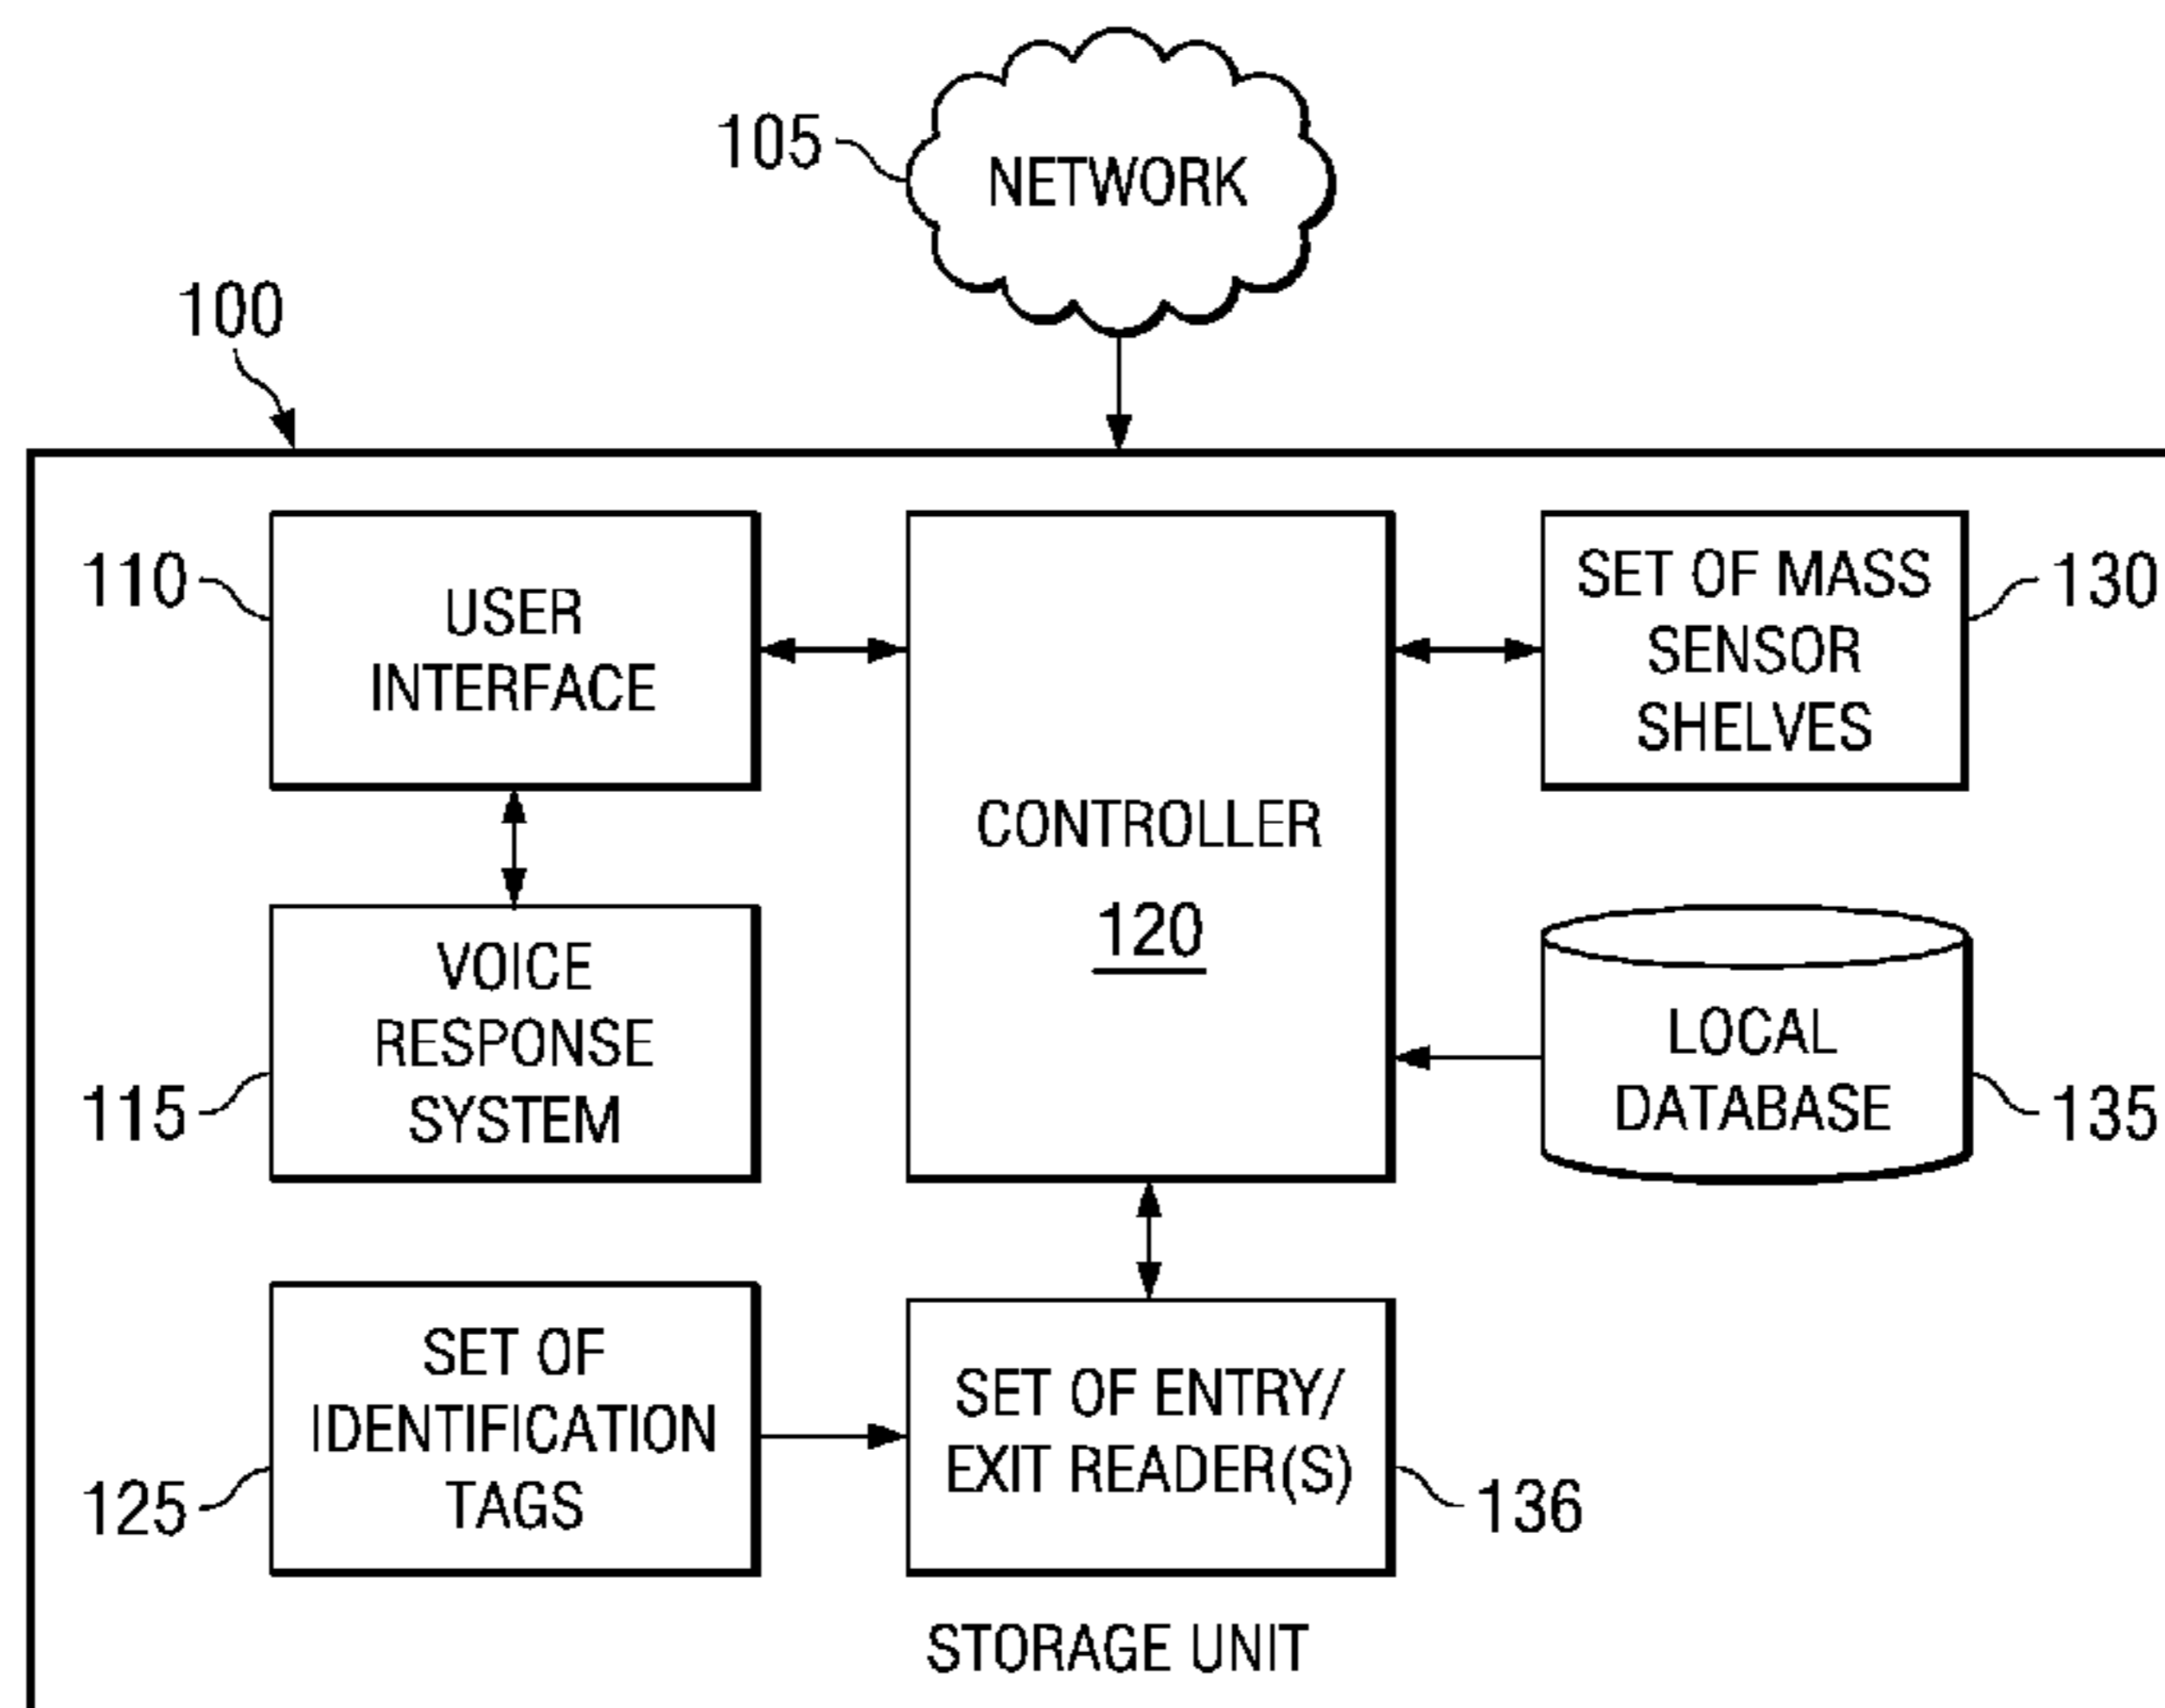 105
NETWORK
100
110
USER
INTERFACE
SET OF MASS
SENSOR
SHELVES
130
CONTROLLER
120
VOICE
RESPONSE
SYSTEM
115
LOCAL
DATABASE
135
SET OF
IDENTIFICATION
TAGS
125
SET OF ENTRY/
EXIT READER(S)
136
STORAGE UNIT